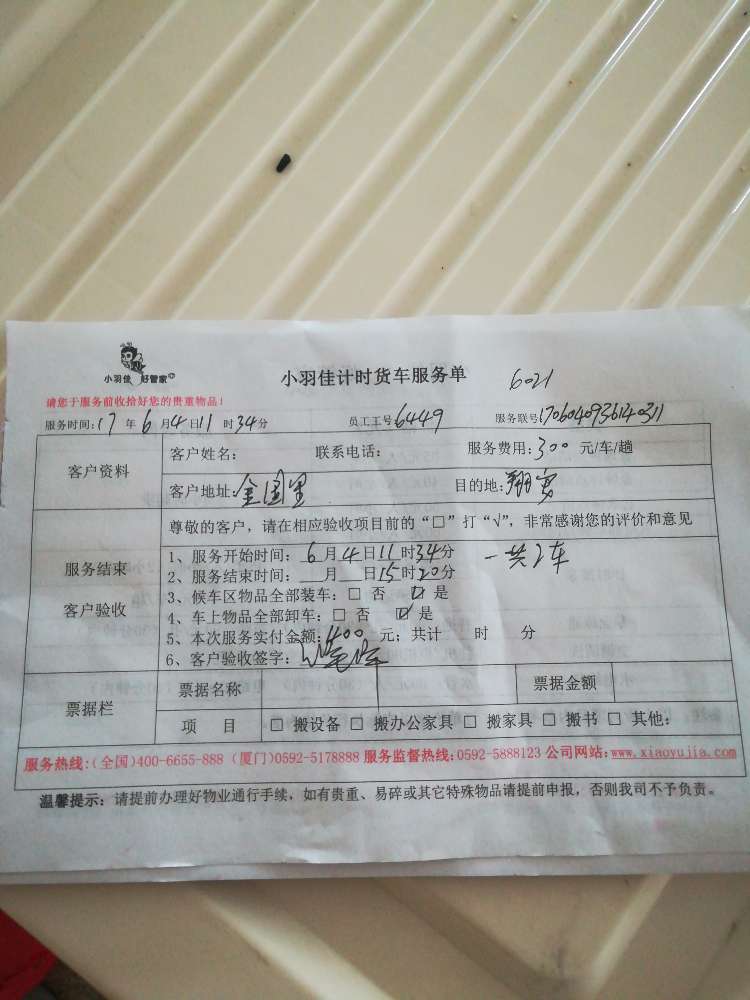 小羽佳 好管家
小羽佳计时货车服务单 6021
请您于服务前收拾好您的贵重物品！
服务时间：17 年 6 月 4 日 11 时 34 分 员工工号 6449 服务联号 1706040936140311
客户资料
客户姓名： 联系电话： 服务费用：300 元/车/趟
客户地址：金国里 目的地：翔安
服务结束
客户验收
尊敬的客户，请在相应验收项目前的“□”打“√”，非常感谢您的评价和意见
1、服务开始时间：6 月 4 日 11 时 34 分 一共2车
2、服务结束时间： 月 日 15 时 20 分
3、候车区物品全部装车：□ 否 ☑ 是
4、车上物品全部卸车：□ 否 ☑ 是
5、本次服务实付金额：400 元；共计 时 分
6、客户验收签字：
票据栏
票据名称 票据金额
项 目 □ 搬设备 □ 搬办公家具 □ 搬家具 □ 搬书 □ 其他：
服务热线：（全国）400-6655-888（厦门）0592-5178888 服务监督热线：0592-5888123 公司网站：www.xiaoyujia.com
温馨提示：请提前办理好物业通行手续，如有贵重、易碎或其它特殊物品请提前申报，否则我司不予负责。